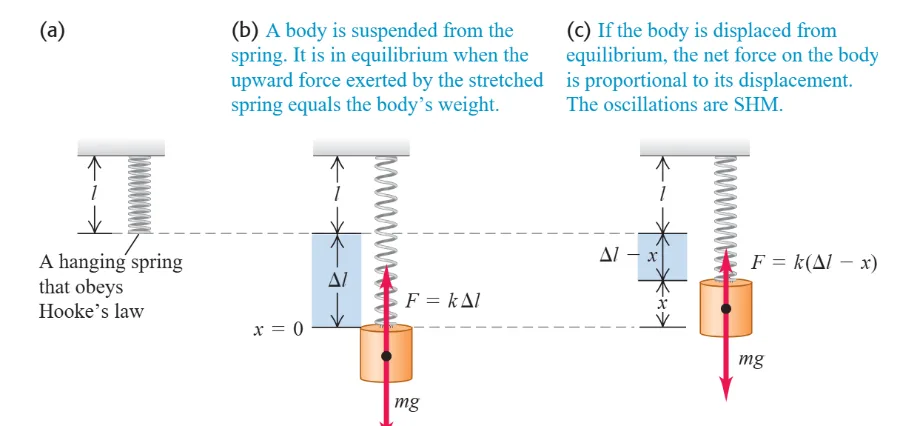 (a)
(b) A body is suspended from the
spring. It is in equilibrium when the
upward force exerted by the stretched
spring equals the body’s weight.
(c) If the body is displaced from
equilibrium, the net force on the body
is proportional to its displacement.
The oscillations are SHM.
l
A hanging spring
that obeys
Hooke’s law
l
Δl
F = k Δl
x = 0
mg
l
Δl − x
x
F = k(Δl − x)
mg